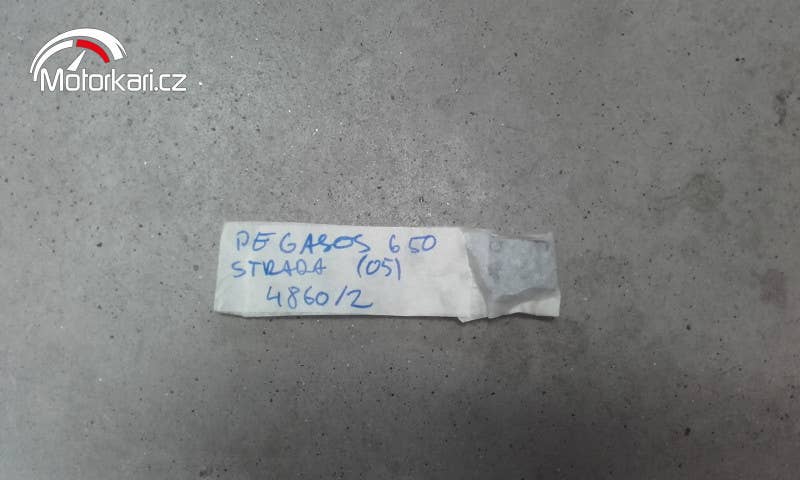 Motorkari.cz
PEGASOS 650
STRADA (05)
4860/2